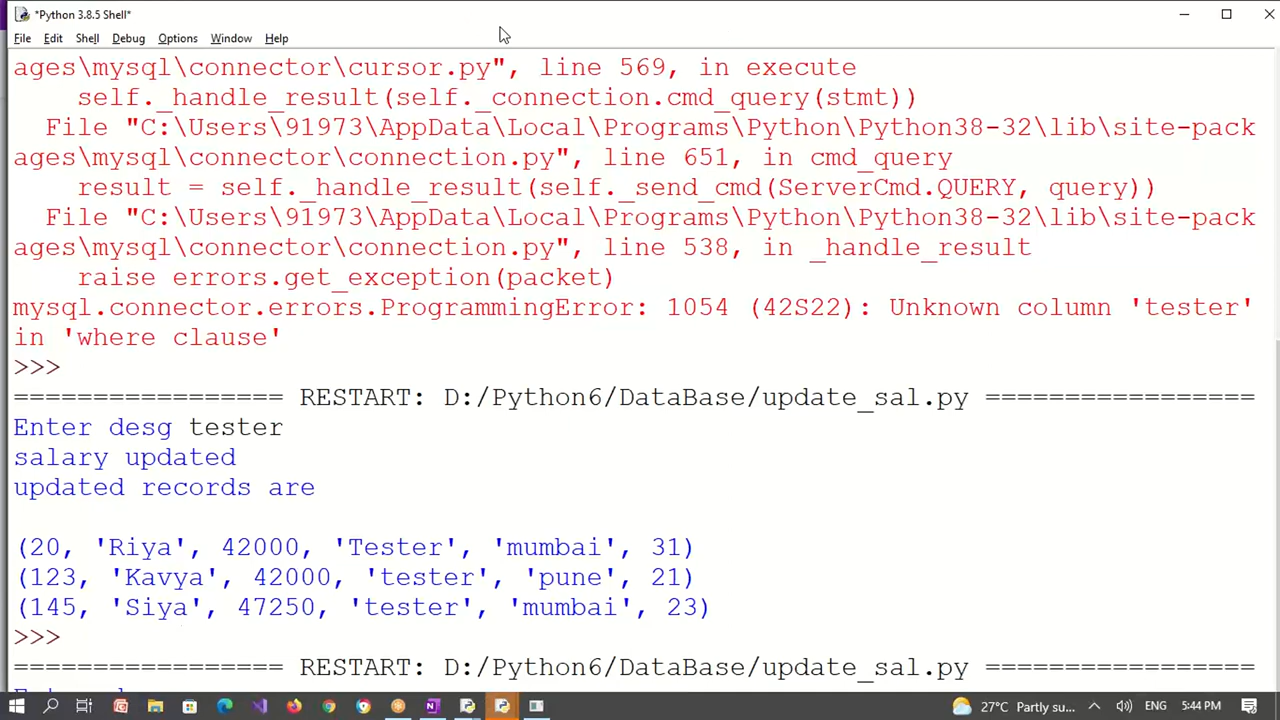 *Python 3.8.5 Shell*
File Edit Shell Debug Options Window Help
ages\mysql\connector\cursor.py", line 569, in execute
    self._handle_result(self._connection.cmd_query(stmt))
  File "C:\Users\91973\AppData\Local\Programs\Python\Python38-32\lib\site-pack
ages\mysql\connector\connection.py", line 651, in cmd_query
    result = self._handle_result(self._send_cmd(ServerCmd.QUERY, query))
  File "C:\Users\91973\AppData\Local\Programs\Python\Python38-32\lib\site-pack
ages\mysql\connector\connection.py", line 538, in _handle_result
    raise errors.get_exception(packet)
mysql.connector.errors.ProgrammingError: 1054 (42S22): Unknown column 'tester'
in 'where clause'
>>>
================= RESTART: D:/Python6/DataBase/update_sal.py =================
Enter desg tester
salary updated
updated records are
(20, 'Riya', 42000, 'Tester', 'mumbai', 31)
(123, 'Kavya', 42000, 'tester', 'pune', 21)
(145, 'Siya', 47250, 'tester', 'mumbai', 23)
>>>
================= RESTART: D:/Python6/DataBase/update_sal.py =================
27°C Partly su... ENG 5:44 PM